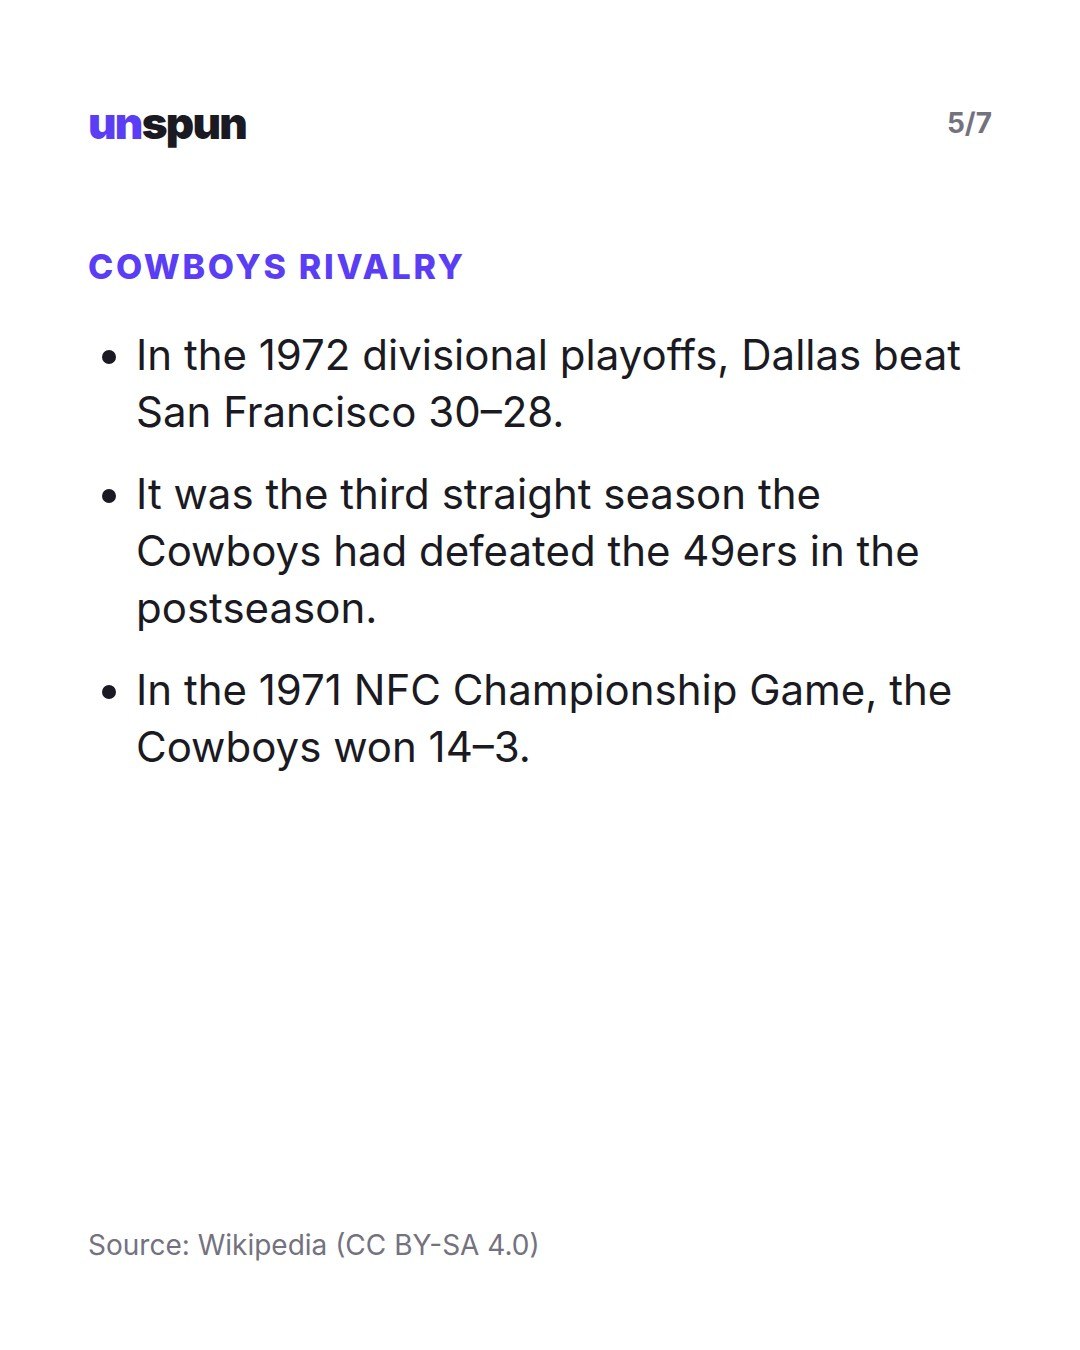 unspun
5/7
COWBOYS RIVALRY
• In the 1972 divisional playoffs, Dallas beat
San Francisco 30–28.
• It was the third straight season the
Cowboys had defeated the 49ers in the
postseason.
• In the 1971 NFC Championship Game, the
Cowboys won 14–3.
Source: Wikipedia (CC BY-SA 4.0)